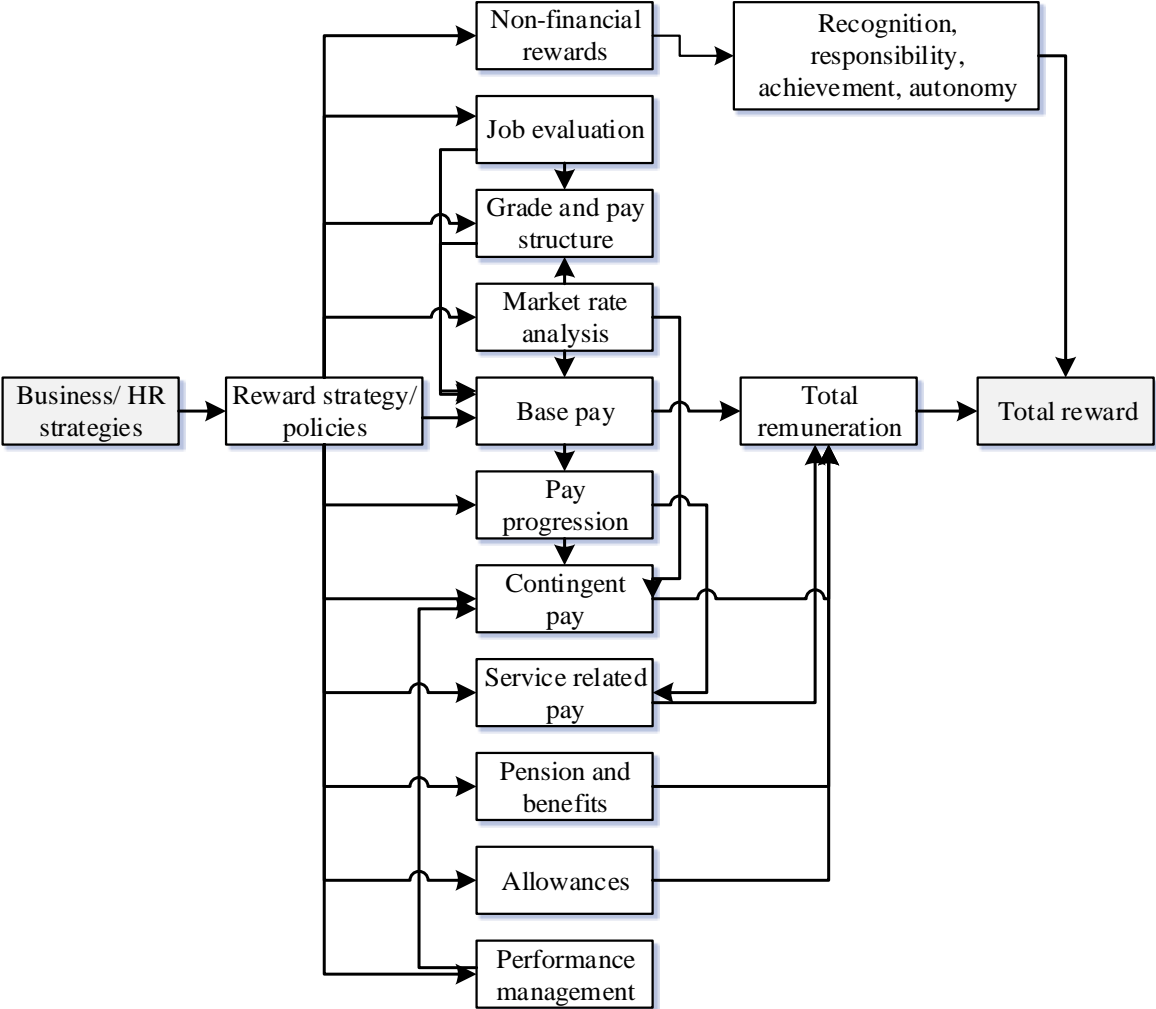 Non-financial
rewards
Recognition,
responsibility,
achievement, autonomy
Job evaluation
Grade and pay
structure
Market rate
analysis
Business/ HR
strategies
Reward strategy/
policies
Base pay
Total
remuneration
Total reward
Pay
progression
Contingent
pay
Service related
pay
Pension and
benefits
Allowances
Performance
management